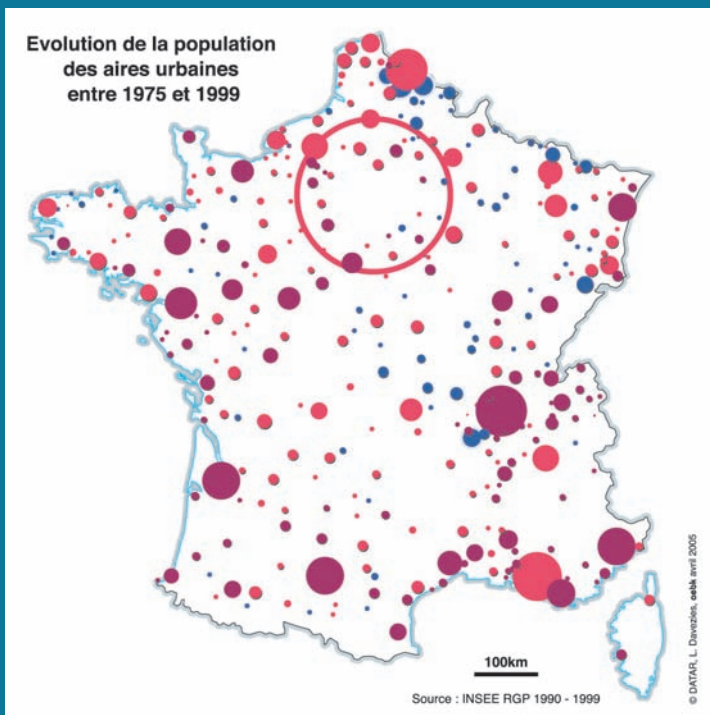 Evolution de la population
des aires urbaines
entre 1975 et 1999
100km
Source : INSEE RGP 1990 - 1999
© DATAR, L. Davezies, oebk avril 2005